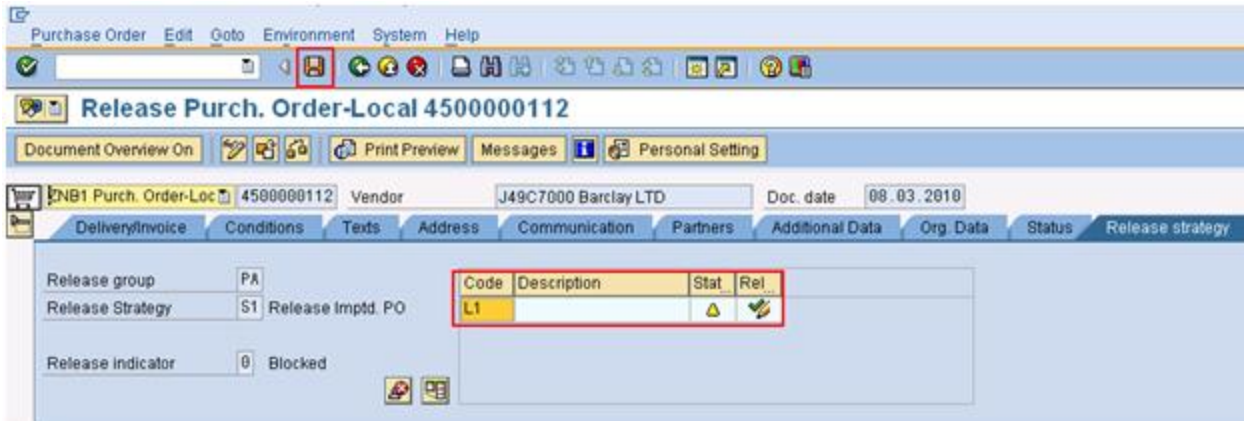 Purchase Order Edit Goto Environment System Help
Release Purch. Order-Local 4500000112
Document Overview On Print Preview Messages Personal Setting
ZNB1 Purch. Order-Loc 4500000112 Vendor J49C7000 Barclay LTD Doc. date 08.03.2010
Delivery/Invoice Conditions Texts Address Communication Partners Additional Data Org. Data Status Release strategy
Release group PA Code Description Stat... Rel...
Release Strategy S1 Release Imptd. PO L1
Release indicator 0 Blocked